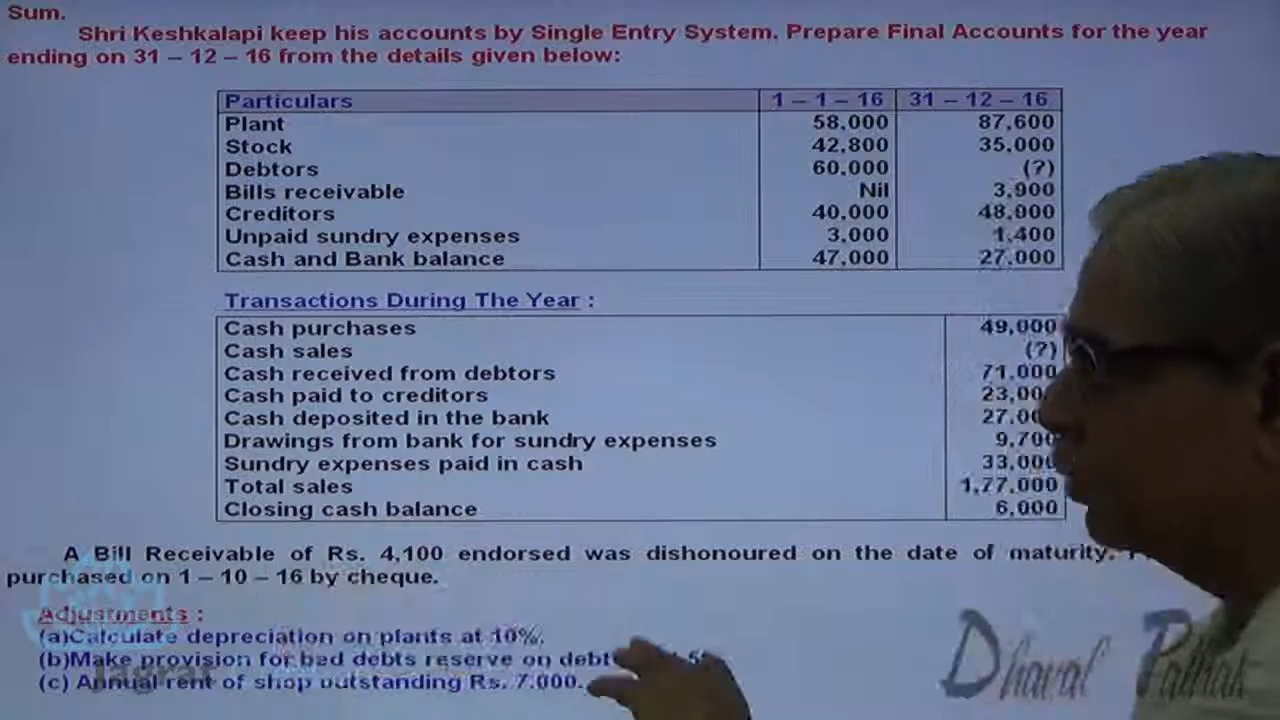 Sum.
Shri Keshkalapi keep his accounts by Single Entry System. Prepare Final Accounts for the year
ending on 31 – 12 – 16 from the details given below:
Particulars 1 – 1 – 16 31 – 12 – 16
Plant 58,000 87,600
Stock 42,800 35,000
Debtors 60,000 (?)
Bills receivable Nil 3,900
Creditors 40,000 48,000
Unpaid sundry expenses 3,000 1,400
Cash and Bank balance 47,000 27,000
Transactions During The Year :
Cash purchases 49,000
Cash sales (?)
Cash received from debtors 71,000
Cash paid to creditors
Cash deposited in the bank
Drawings from bank for sundry expenses
Sundry expenses paid in cash 33,000
Total sales 1,77,000
Closing cash balance 6,000
A Bill Receivable of Rs. 4,100 endorsed was dishonoured on the date of maturity.
purchased on 1 – 10 – 16 by cheque.
Adjustments :
(a)Calculate depreciation on plants at 10%.
(b)Make provision for bad debts reserve on
(c) Annual rent of shop outstanding Rs. 7,000.
Dhaval Pathak